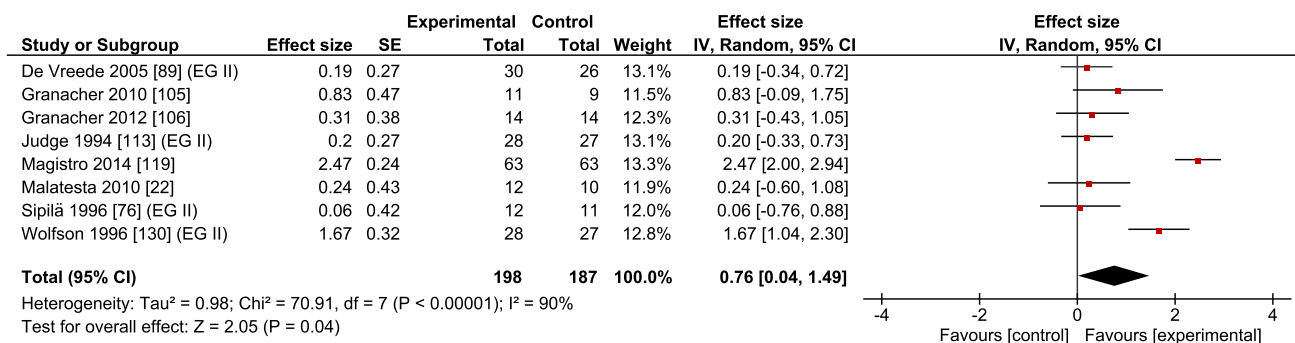 Experimental Control Effect size Effect size
Study or Subgroup Effect size SE Total Total Weight IV, Random, 95% CI IV, Random, 95% CI
De Vreede 2005 [89] (EG II) 0.19 0.27 30 26 13.1% 0.19 [-0.34, 0.72]
Granacher 2010 [105] 0.83 0.47 11 9 11.5% 0.83 [-0.09, 1.75]
Granacher 2012 [106] 0.31 0.38 14 14 12.3% 0.31 [-0.43, 1.05]
Judge 1994 [113] (EG II) 0.2 0.27 28 27 13.1% 0.20 [-0.33, 0.73]
Magistro 2014 [119] 2.47 0.24 63 63 13.3% 2.47 [2.00, 2.94]
Malatesta 2010 [22] 0.24 0.43 12 10 11.9% 0.24 [-0.60, 1.08]
Sipilä 1996 [76] (EG II) 0.06 0.42 12 11 12.0% 0.06 [-0.76, 0.88]
Wolfson 1996 [130] (EG II) 1.67 0.32 28 27 12.8% 1.67 [1.04, 2.30]
Total (95% CI) 198 187 100.0% 0.76 [0.04, 1.49]
Heterogeneity: Tau² = 0.98; Chi² = 70.91, df = 7 (P < 0.00001); I² = 90%
Test for overall effect: Z = 2.05 (P = 0.04)
-4 -2 0 2 4
Favours [control] Favours [experimental]